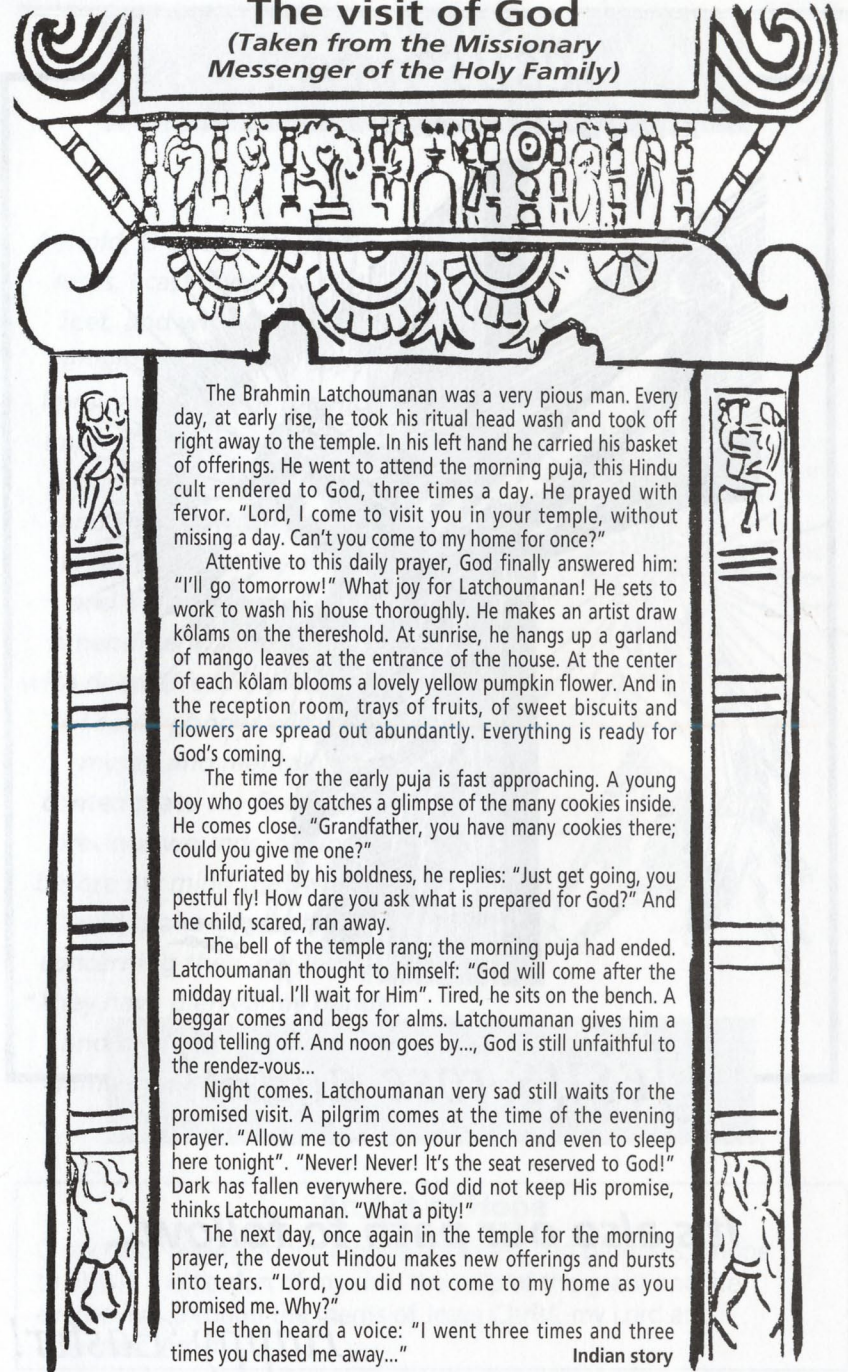 The visit of God
(Taken from the Missionary
Messenger of the Holy Family)
The Brahmin Latchoumanan was a very pious man. Every
day, at early rise, he took his ritual head wash and took off
right away to the temple. In his left hand he carried his basket
of offerings. He went to attend the morning puja, this Hindu
cult rendered to God, three times a day. He prayed with
fervor. “Lord, I come to visit you in your temple, without
missing a day. Can’t you come to my home for once?”
Attentive to this daily prayer, God finally answered him:
“I’ll go tomorrow!” What joy for Latchoumanan! He sets to
work to wash his house thoroughly. He makes an artist draw
kôlams on the thereshold. At sunrise, he hangs up a garland
of mango leaves at the entrance of the house. At the center
of each kôlam blooms a lovely yellow pumpkin flower. And in
the reception room, trays of fruits, of sweet biscuits and
flowers are spread out abundantly. Everything is ready for
God’s coming.
The time for the early puja is fast approaching. A young
boy who goes by catches a glimpse of the many cookies inside.
He comes close. “Grandfather, you have many cookies there;
could you give me one?”
Infuriated by his boldness, he replies: “Just get going, you
pestful fly! How dare you ask what is prepared for God?” And
the child, scared, ran away.
The bell of the temple rang; the morning puja had ended.
Latchoumanan thought to himself: “God will come after the
midday ritual. I’ll wait for Him”. Tired, he sits on the bench. A
beggar comes and begs for alms. Latchoumanan gives him a
good telling off. And noon goes by..., God is still unfaithful to
the rendez-vous...
Night comes. Latchoumanan very sad still waits for the
promised visit. A pilgrim comes at the time of the evening
prayer. “Allow me to rest on your bench and even to sleep
here tonight”. “Never! Never! It’s the seat reserved to God!”
Dark has fallen everywhere. God did not keep His promise,
thinks Latchoumanan. “What a pity!”
The next day, once again in the temple for the morning
prayer, the devout Hindou makes new offerings and bursts
into tears. “Lord, you did not come to my home as you
promised me. Why?”
He then heard a voice: “I went three times and three
times you chased me away...”
Indian story